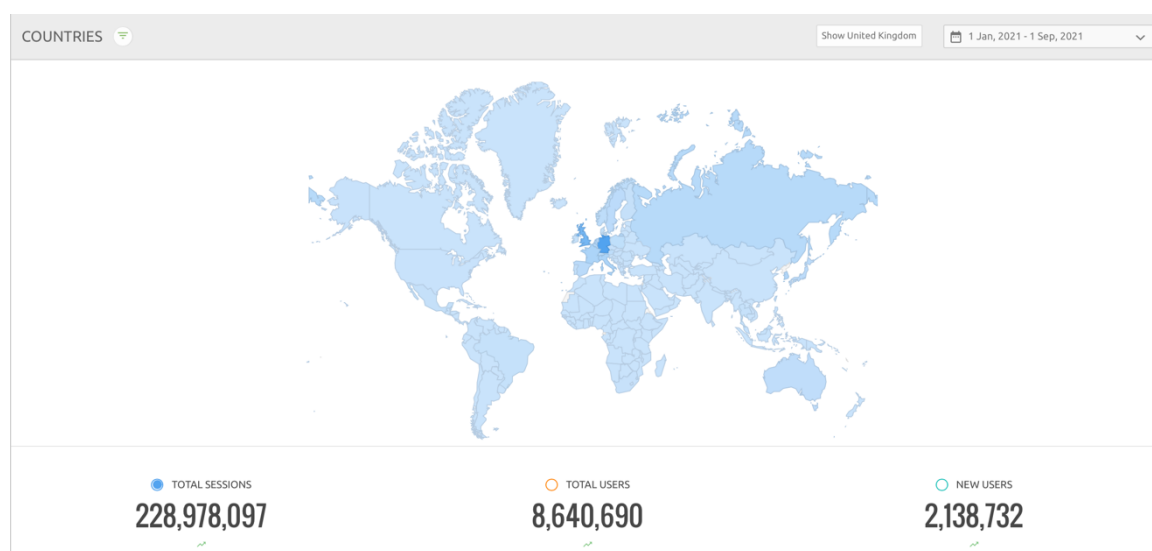 COUNTRIES
Show United Kingdom
1 Jan, 2021 - 1 Sep, 2021
TOTAL SESSIONS
TOTAL USERS
NEW USERS
228,978,097
8,640,690
2,138,732